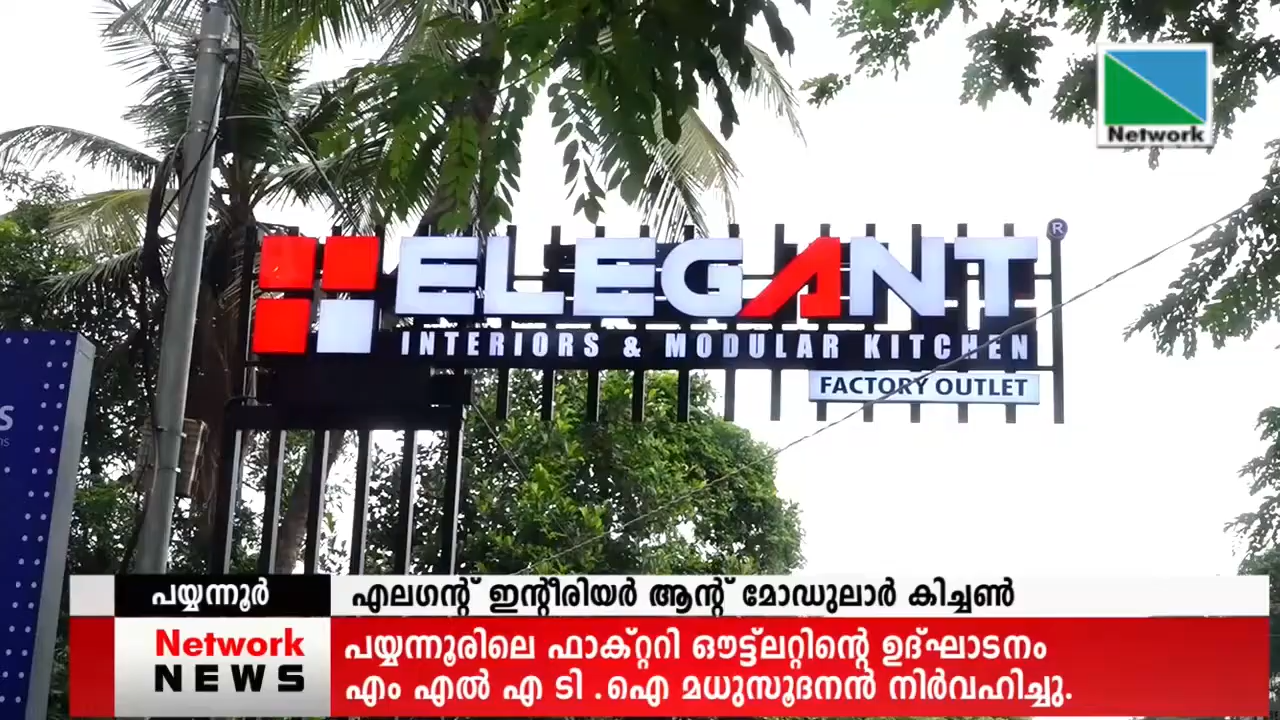 Network
ELEGANT
®
INTERIORS & MODULAR KITCHEN
FACTORY OUTLET
പയ്യന്നൂർ
എലഗന്റ് ഇന്റീരിയർ ആന്റ് മോഡുലാർ കിച്ചൺ
Network
NEWS
പയ്യന്നൂരിലെ ഫാക്റ്ററി ഔട്ട്ലറ്റിന്റെ ഉദ്ഘാടനം
എം എൽ എ ടി .ഐ മധുസൂദനൻ നിർവഹിച്ചു.